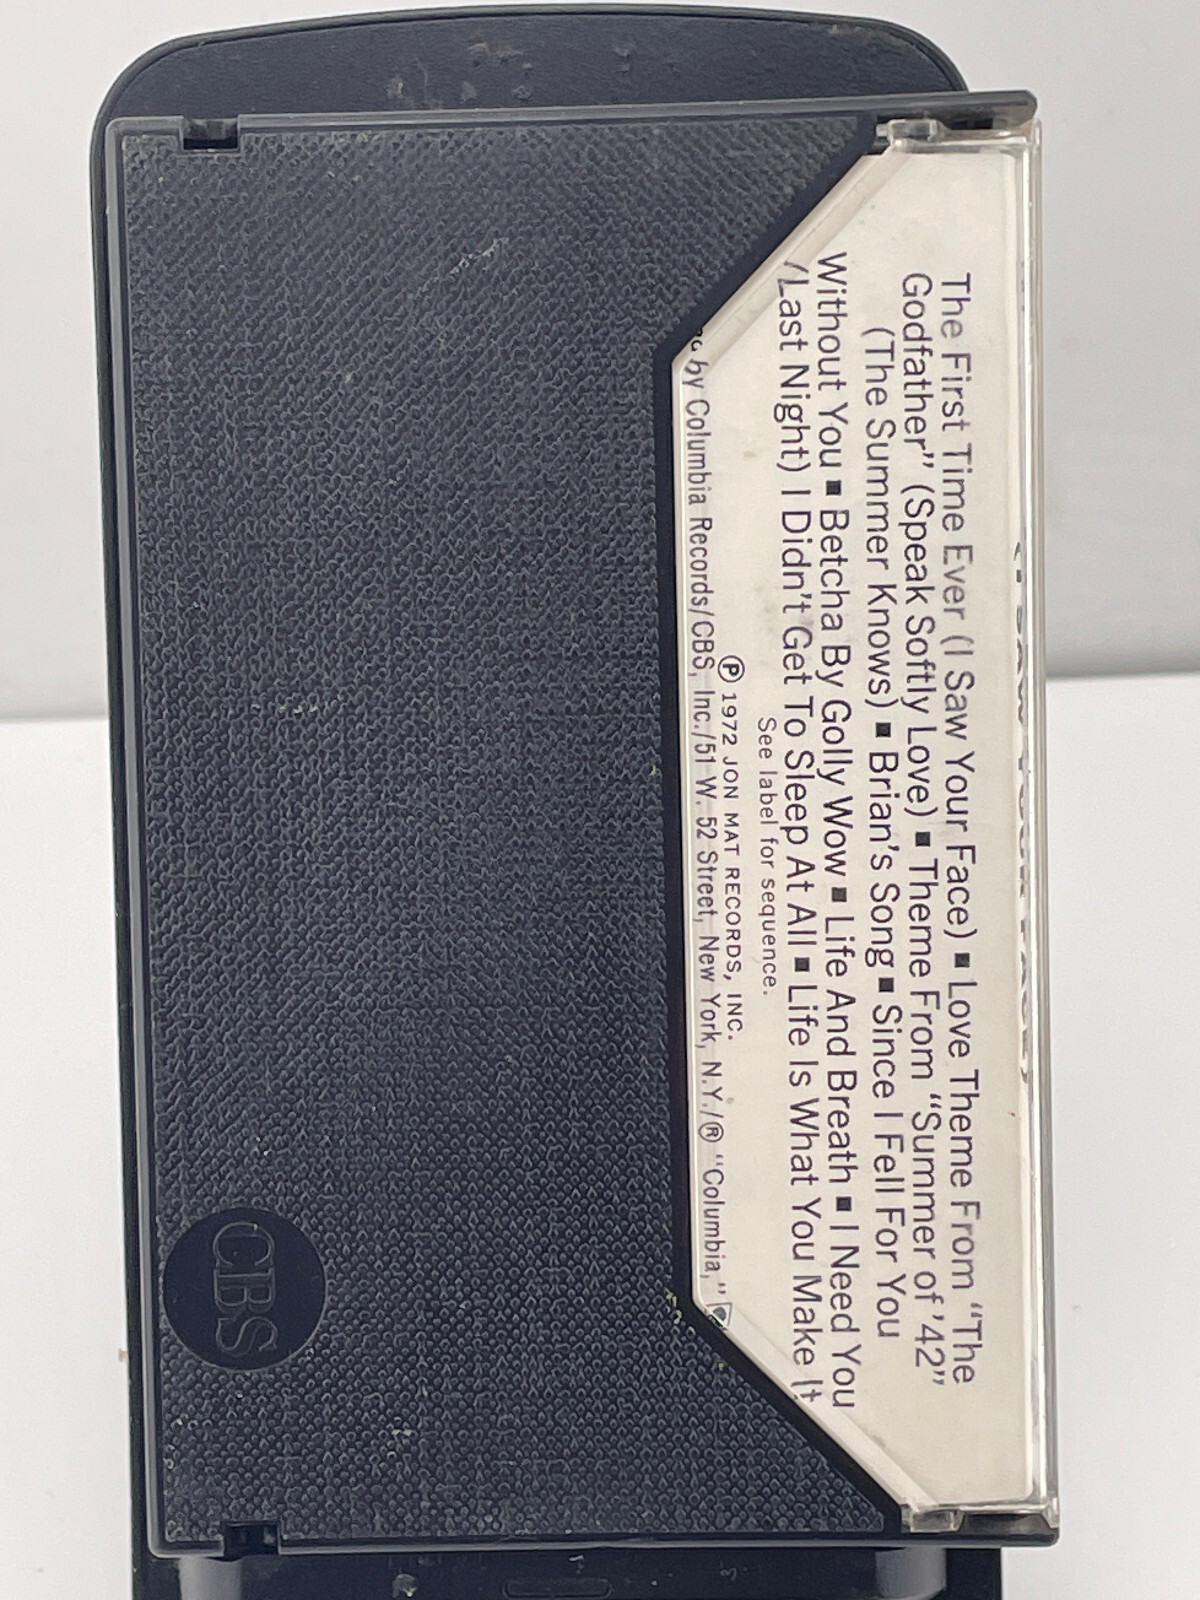 The First Time Ever (I Saw Your Face) ▪ Love Theme From “The
Godfather” (Speak Softly Love) ▪ Theme From “Summer of ’42”
(The Summer Knows) ▪ Brian’s Song ▪ Since I Fell For You
Without You ▪ Betcha By Golly Wow ▪ Life And Breath ▪ I Need You
(Last Night) I Didn’t Get To Sleep At All ▪ Life Is What You Make It
See label for sequence.
Ⓟ 1972 JON MAT RECORDS, INC.
by Columbia Records/CBS, Inc./51 W. 52 Street, New York, N.Y./® “Columbia,”
CBS